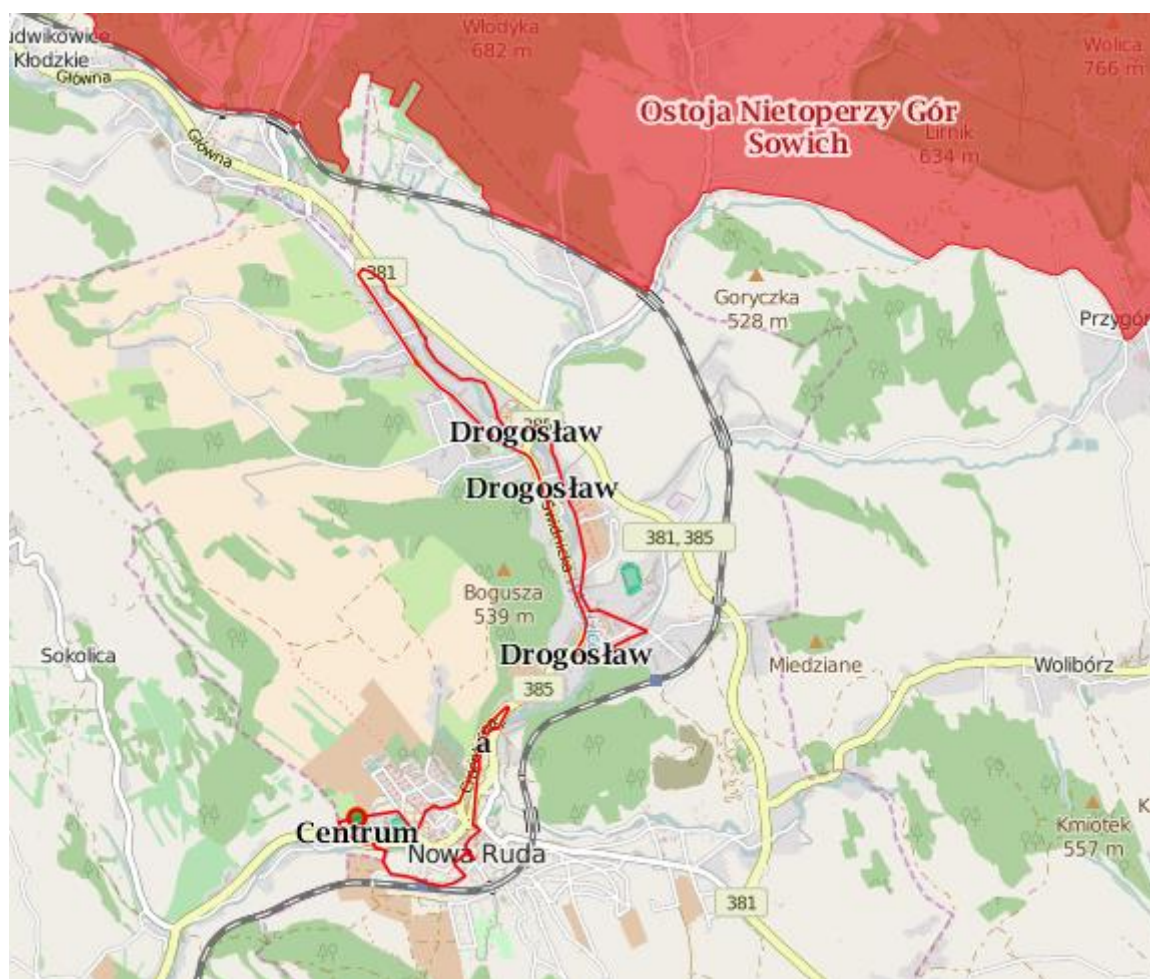 Włodyka
682 m
Wolica
766 m
udwikowice
Kłodzkie
Główna
Ostoja Nietoperzy Gór
Sowich
Lirnik
634 m
Główna
381
Goryczka
528 m
Przygór
385
Drogosław
Drogosław
Świdnicka
381, 385
Bogusza
539 m
Sokolica
Drogosław
Miedziane
Wolibórz
385
a
Centrum
Nowa Ruda
Kmiotek
557 m
K
381